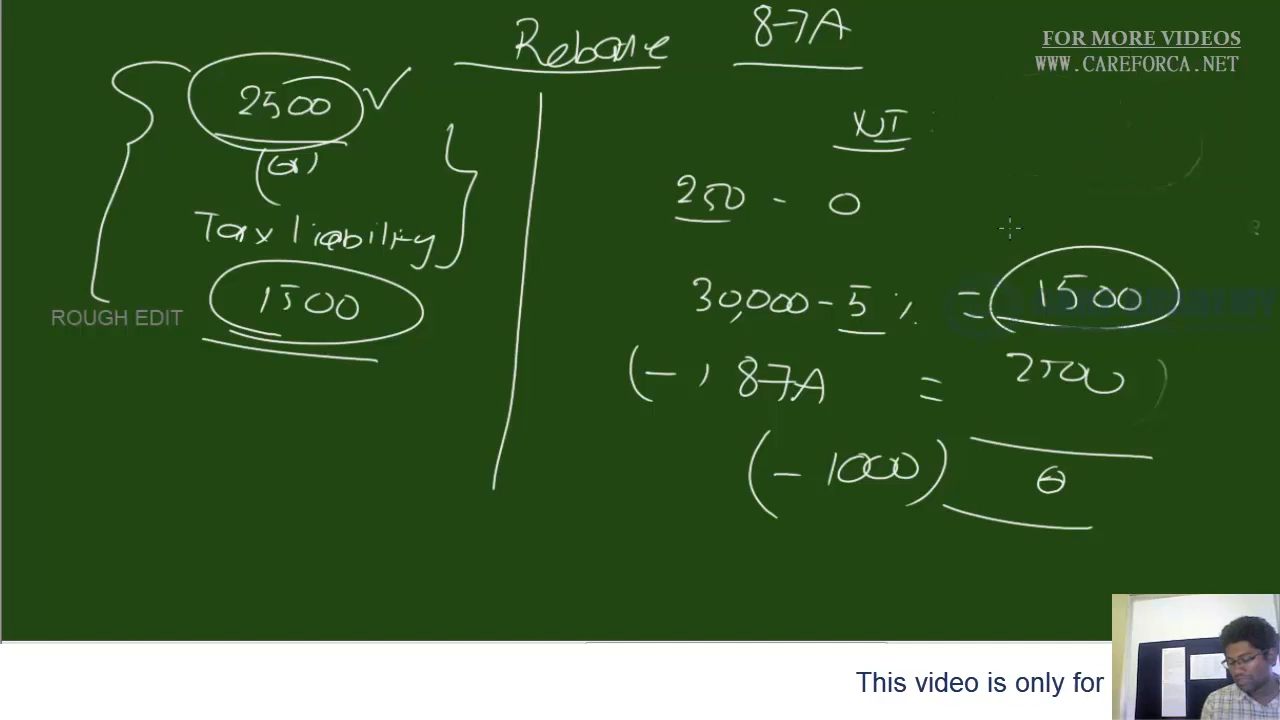 Rebate 87A
FOR MORE VIDEOS
WWW.CAREFORCA.NET
2500 ✓
(or)
Tax liability
1500
ROUGH EDIT
250 - 0
30,000 - 5 % = 1500
(-) 87A = 2500
(- 1000) 0
This video is only for